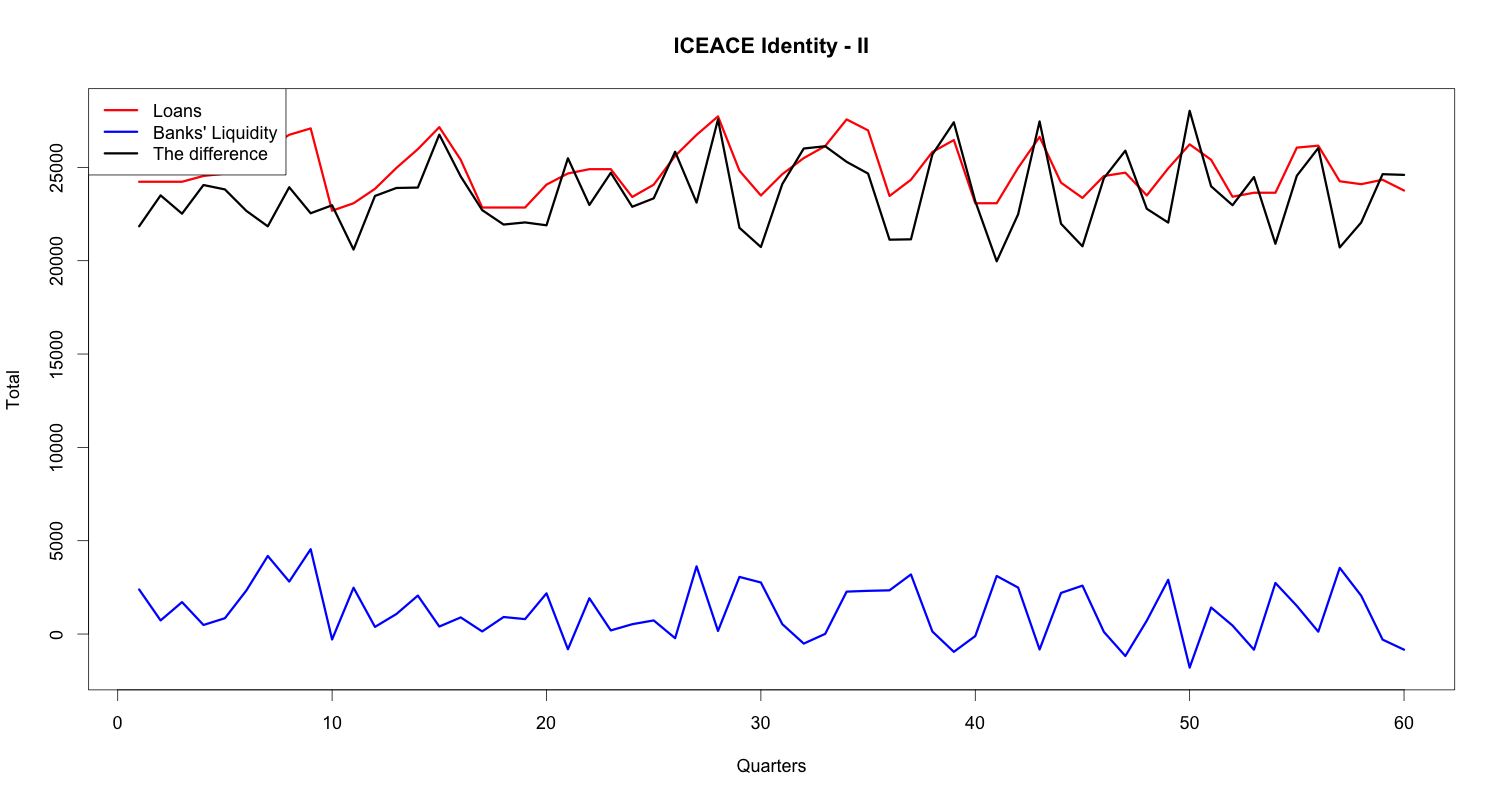 ICEACE Identity - II
Loans
Banks' Liquidity
The difference
25000
20000
15000
10000
5000
0
Total
0 10 20 30 40 50 60
Quarters